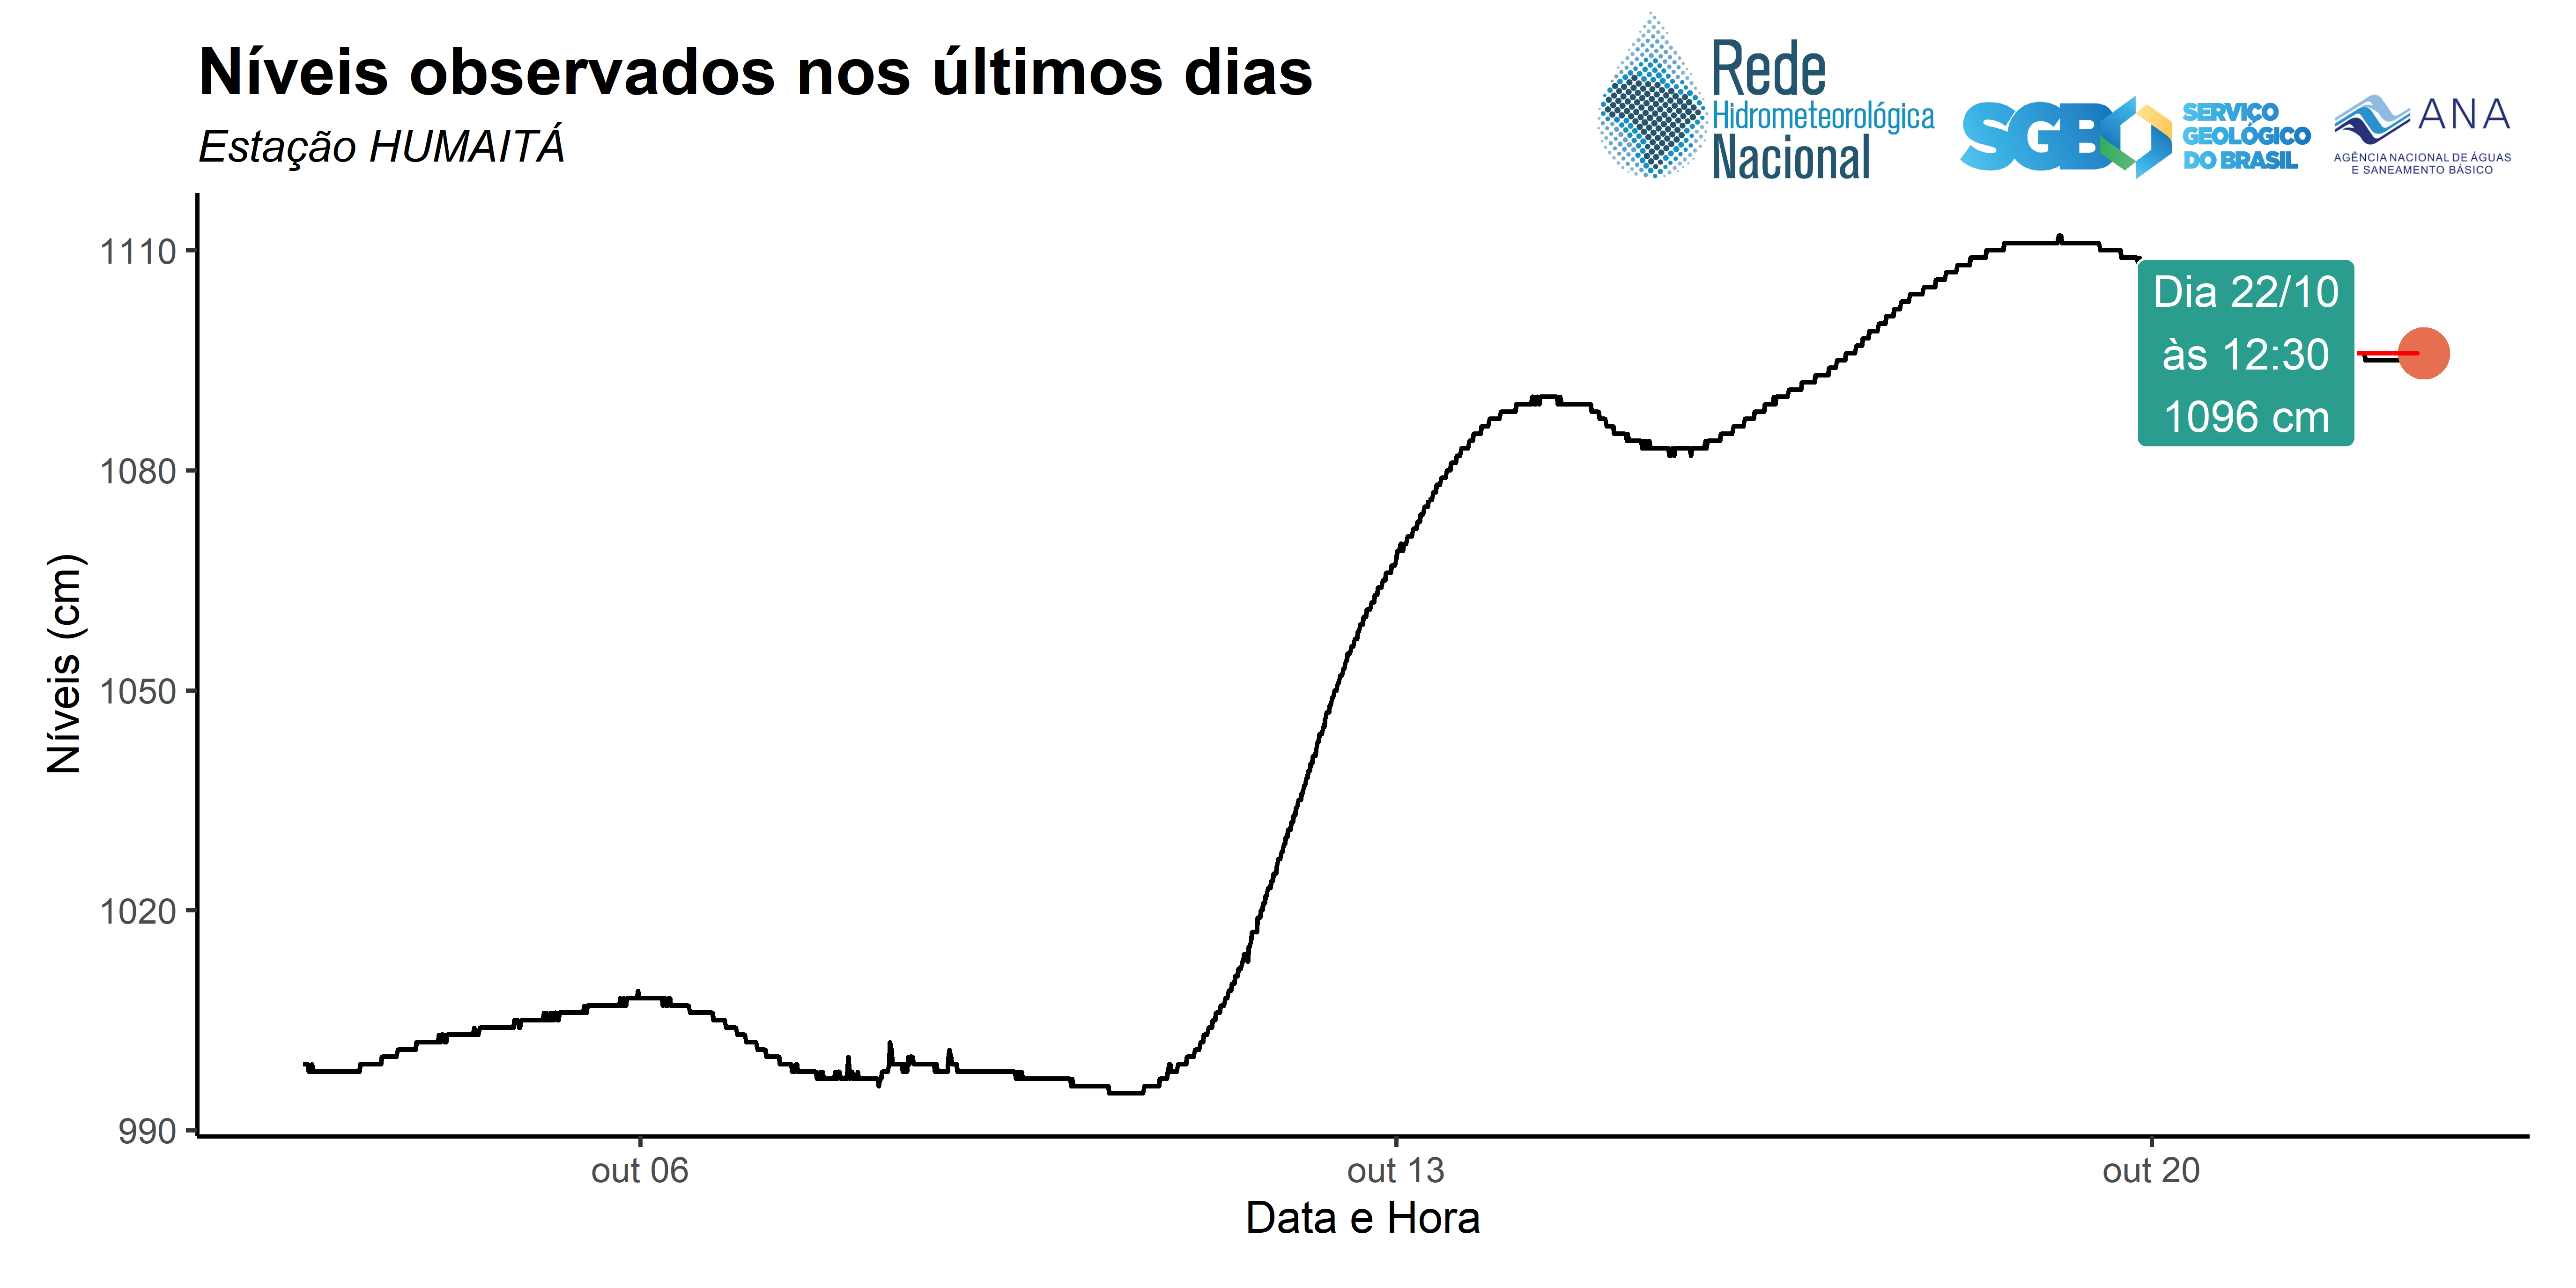 Níveis observados nos últimos dias
Estação HUMAITÁ
Rede
Hidrometeorológica
Nacional
SGB
SERVIÇO
GEOLÓGICO
DO BRASIL
ANA
AGÊNCIA NACIONAL DE ÁGUAS
E SANEAMENTO BÁSICO
Níveis (cm)
1110
1080
1050
1020
990
Dia 22/10
às 12:30
1096 cm
out 06
out 13
out 20
Data e Hora